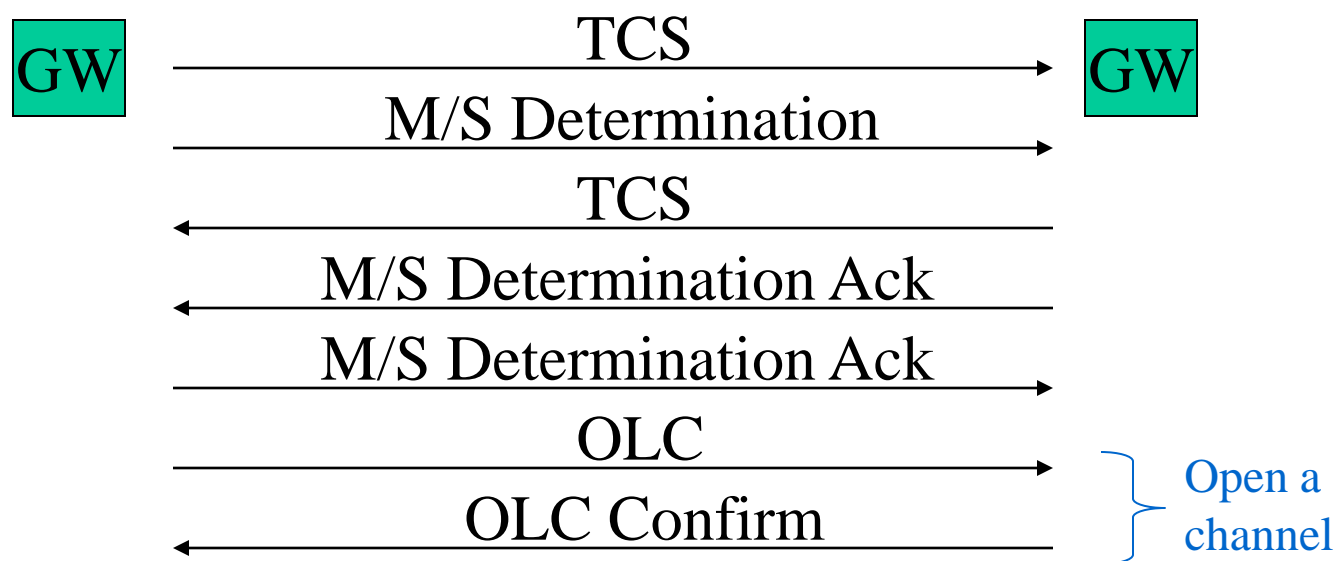 GW
TCS
GW
M/S Determination
TCS
M/S Determination Ack
M/S Determination Ack
OLC
OLC Confirm
Open a
channel